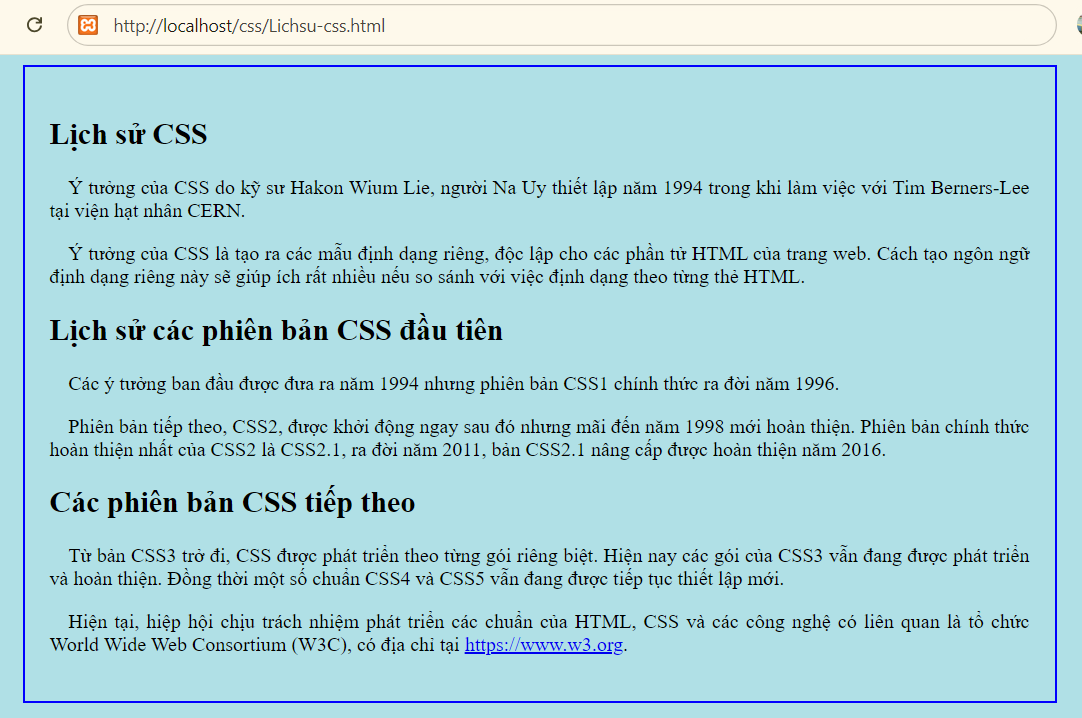 http://localhost/css/Lichsu-css.html
Lịch sử CSS
Ý tưởng của CSS do kỹ sư Hakon Wium Lie, người Na Uy thiết lập năm 1994 trong khi làm việc với Tim Berners-Lee
tại viện hạt nhân CERN.
Ý tưởng của CSS là tạo ra các mẫu định dạng riêng, độc lập cho các phần tử HTML của trang web. Cách tạo ngôn ngữ
định dạng riêng này sẽ giúp ích rất nhiều nếu so sánh với việc định dạng theo từng thẻ HTML.
Lịch sử các phiên bản CSS đầu tiên
Các ý tưởng ban đầu được đưa ra năm 1994 nhưng phiên bản CSS1 chính thức ra đời năm 1996.
Phiên bản tiếp theo, CSS2, được khởi động ngay sau đó nhưng mãi đến năm 1998 mới hoàn thiện. Phiên bản chính thức
hoàn thiện nhất của CSS2 là CSS2.1, ra đời năm 2011, bản CSS2.1 nâng cấp được hoàn thiện năm 2016.
Các phiên bản CSS tiếp theo
Từ bản CSS3 trở đi, CSS được phát triển theo từng gói riêng biệt. Hiện nay các gói của CSS3 vẫn đang được phát triển
và hoàn thiện. Đồng thời một số chuẩn CSS4 và CSS5 vẫn đang được tiếp tục thiết lập mới.
Hiện tại, hiệp hội chịu trách nhiệm phát triển các chuẩn của HTML, CSS và các công nghệ có liên quan là tổ chức
World Wide Web Consortium (W3C), có địa chỉ tại https://www.w3.org.